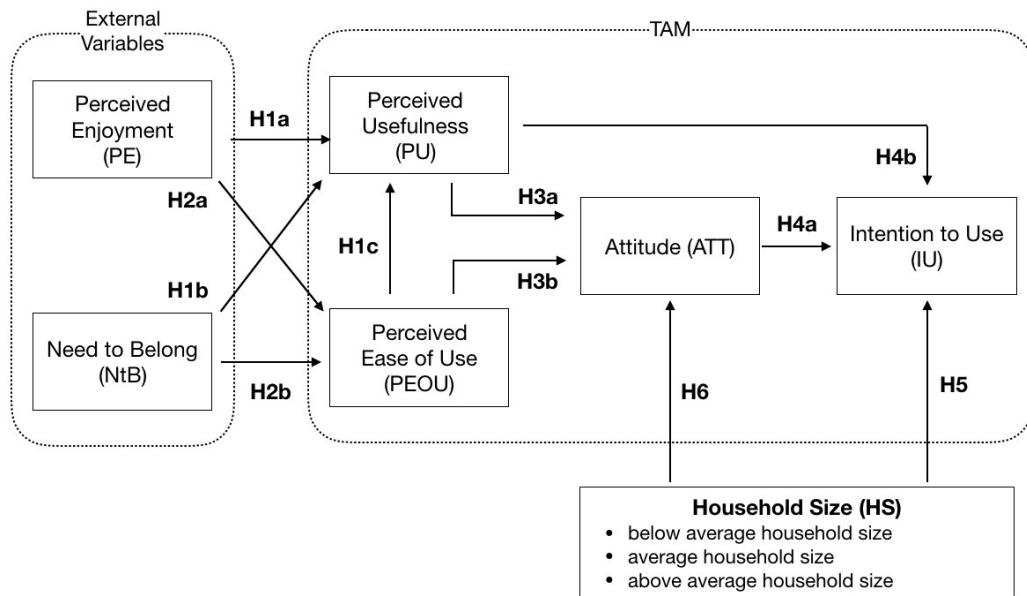 External
Variables
TAM
Perceived
Enjoyment
(PE)
H1a
Perceived
Usefulness
(PU)
H4b
H2a
H3a
H1c
Attitude (ATT)
H4a
Intention to Use
(IU)
H1b
H3b
Need to Belong
(NtB)
H2b
Perceived
Ease of Use
(PEOU)
H6
H5
Household Size (HS)
• below average household size
• average household size
• above average household size